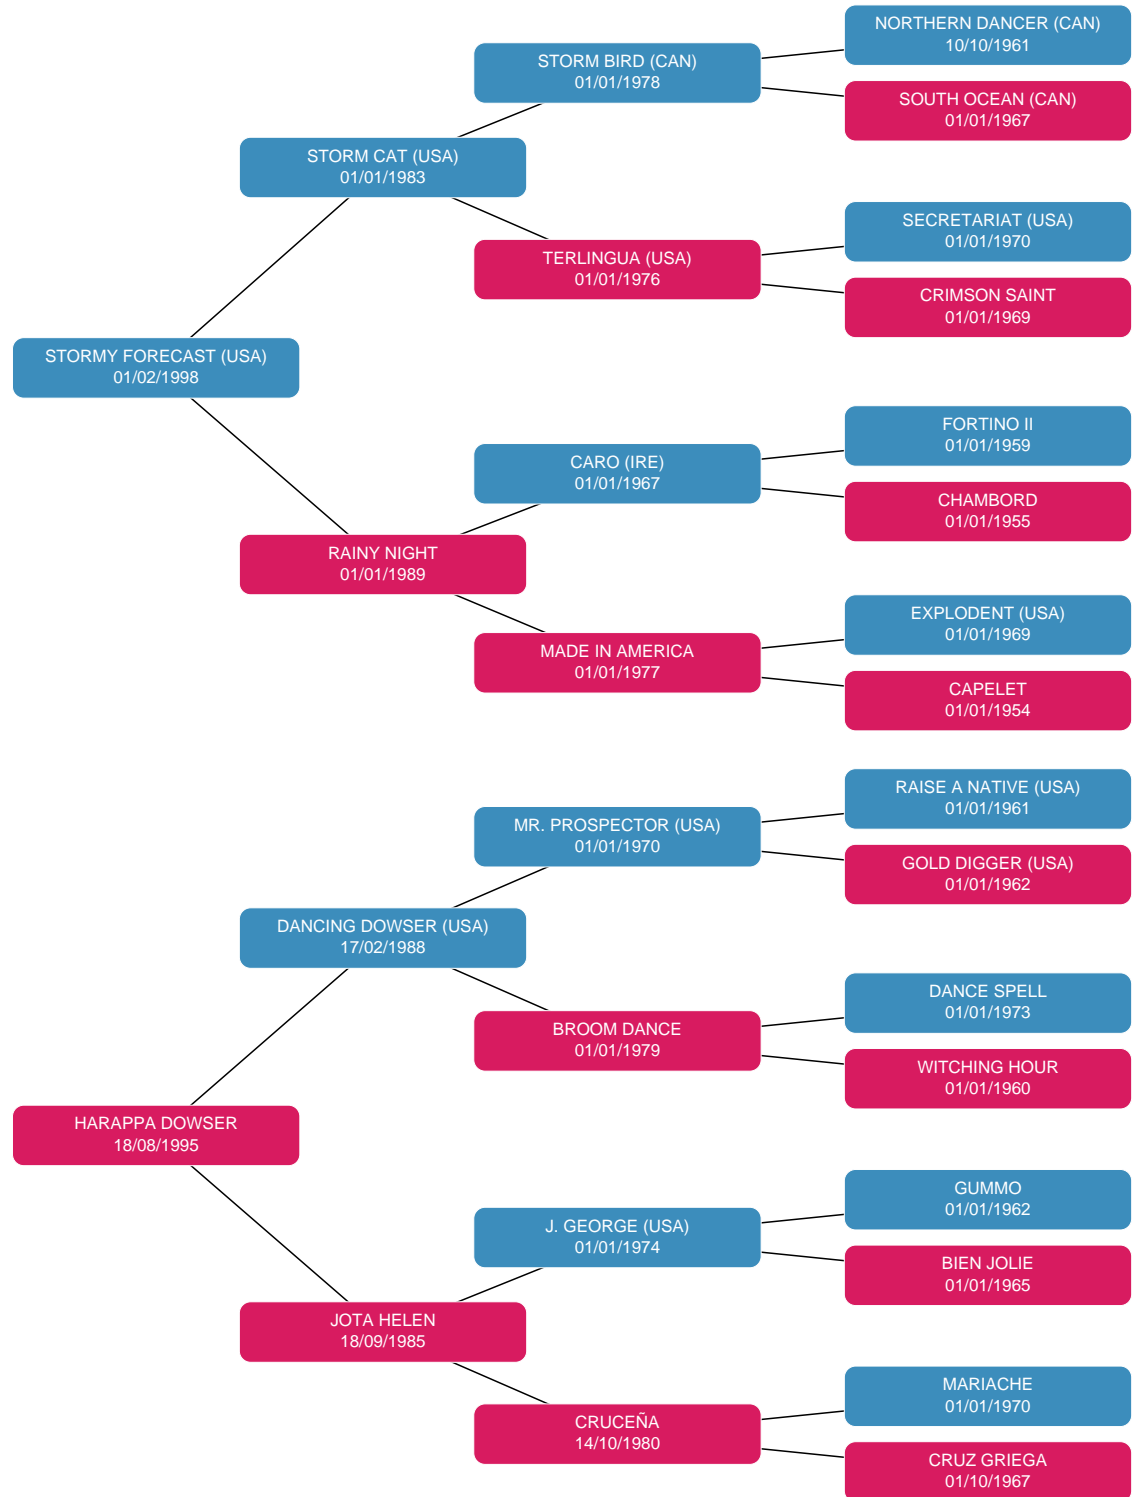 NORTHERN DANCER (CAN)
10/10/1961
STORM BIRD (CAN)
01/01/1978
SOUTH OCEAN (CAN)
01/01/1967
STORM CAT (USA)
01/01/1983
SECRETARIAT (USA)
01/01/1970
TERLINGUA (USA)
01/01/1976
CRIMSON SAINT
01/01/1969
STORMY FORECAST (USA)
01/02/1998
FORTINO II
01/01/1959
CARO (IRE)
01/01/1967
CHAMBORD
01/01/1955
RAINY NIGHT
01/01/1989
EXPLODENT (USA)
01/01/1969
MADE IN AMERICA
01/01/1977
CAPELET
01/01/1954
RAISE A NATIVE (USA)
01/01/1961
MR. PROSPECTOR (USA)
01/01/1970
GOLD DIGGER (USA)
01/01/1962
DANCING DOWSER (USA)
17/02/1988
DANCE SPELL
01/01/1973
BROOM DANCE
01/01/1979
WITCHING HOUR
01/01/1960
HARAPPA DOWSER
18/08/1995
GUMMO
01/01/1962
J. GEORGE (USA)
01/01/1974
BIEN JOLIE
01/01/1965
JOTA HELEN
18/09/1985
MARIACHE
01/01/1970
CRUCEÑA
14/10/1980
CRUZ GRIEGA
01/10/1967